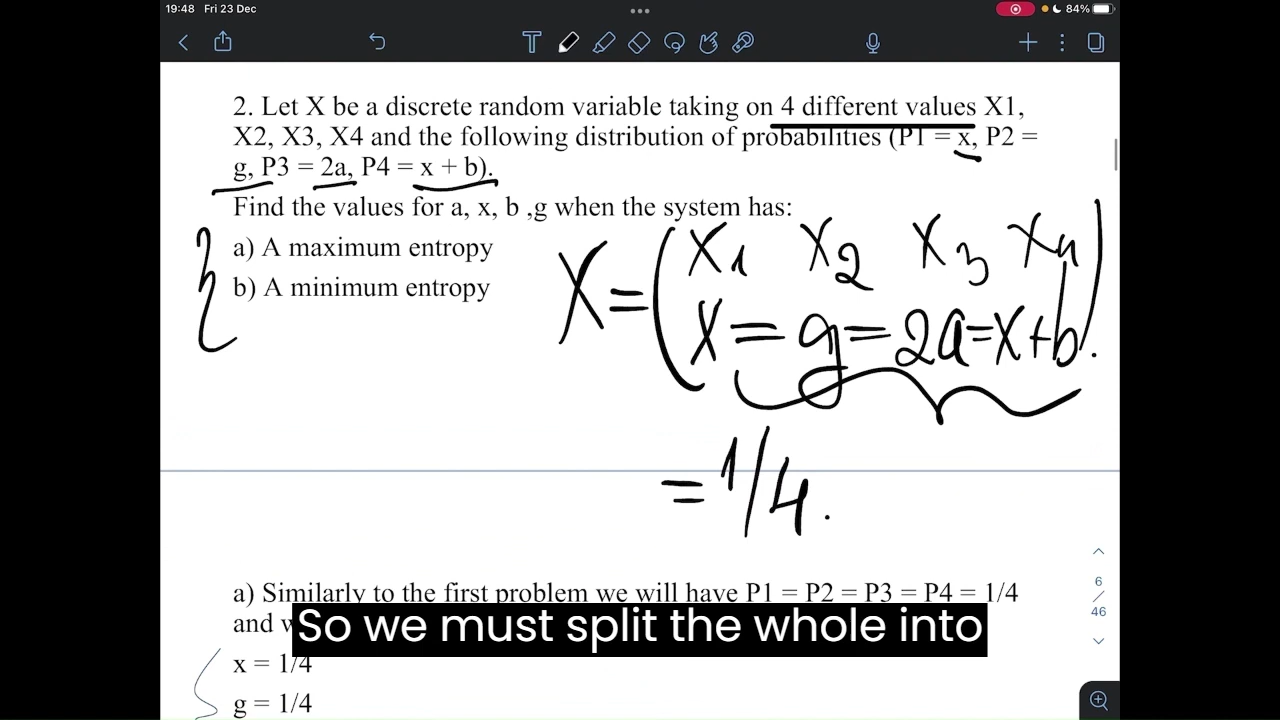 19:48 Fri 23 Dec
84%
2. Let X be a discrete random variable taking on 4 different values X1,
X2, X3, X4 and the following distribution of probabilities (P1 = x, P2 =
g, P3 = 2a, P4 = x + b).
Find the values for a, x, b ,g when the system has:
a) A maximum entropy
b) A minimum entropy
X = ( X1 X2 X3 X4
X = g = 2a = X+b ).
= 1/4.
a) Similarly to the first problem we will have P1 = P2 = P3 = P4 = 1/4
and w
So we must split the whole into
x = 1/4
g = 1/4
6
/
46